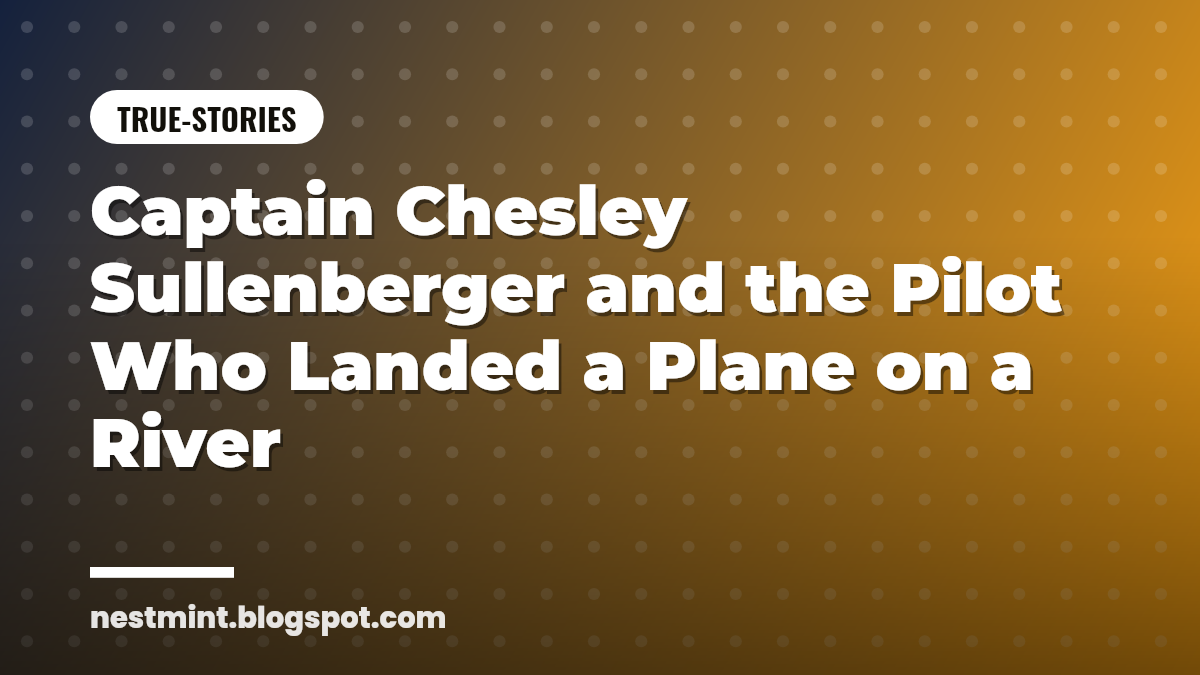 TRUE-STORIES
Captain Chesley
Sullenberger and the Pilot
Who Landed a Plane on a
River
nestmint.blogspot.com